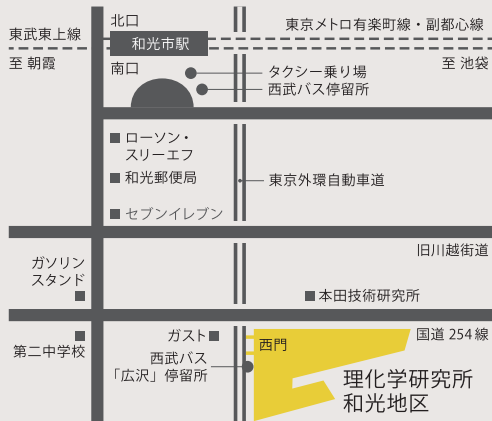 北口
東武東上線
和光市駅
東京メトロ有楽町線・副都心線
至 朝霞
南口
至 池袋
タクシー乗り場
西武バス停留所
ローソン・
スリーエフ
和光郵便局
東京外環自動車道
セブンイレブン
旧川越街道
ガソリン
スタンド
本田技術研究所
第二中学校
ガスト
西門
国道 254 線
西武バス
「広沢」停留所
理化学研究所
和光地区